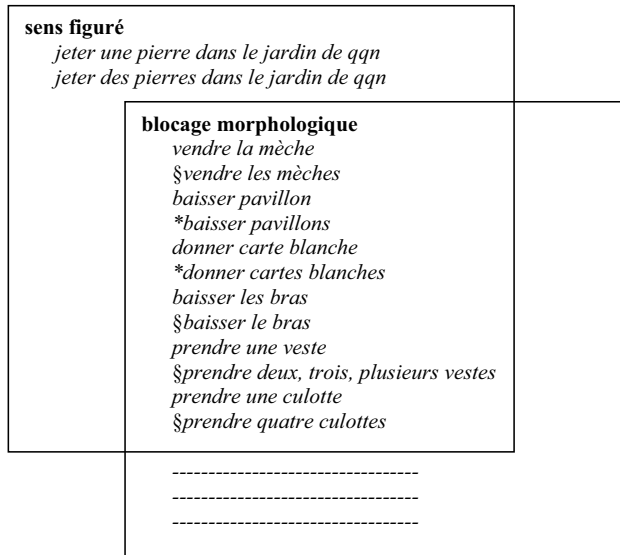 sens figuré
jeter une pierre dans le jardin de qqn
jeter des pierres dans le jardin de qqn
blocage morphologique
vendre la mèche
§vendre les mèches
baisser pavillon
*baisser pavillons
donner carte blanche
*donner cartes blanches
baisser les bras
§baisser le bras
prendre une veste
§prendre deux, trois, plusieurs vestes
prendre une culotte
§prendre quatre culottes
----------------------------------
----------------------------------
----------------------------------